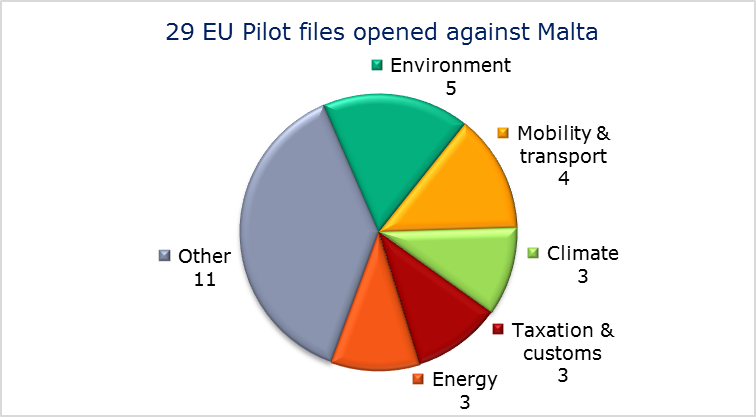 29 EU Pilot files opened against Malta
Environment
5
Mobility &
transport
4
Climate
3
Taxation &
customs
3
Energy
3
Other
11